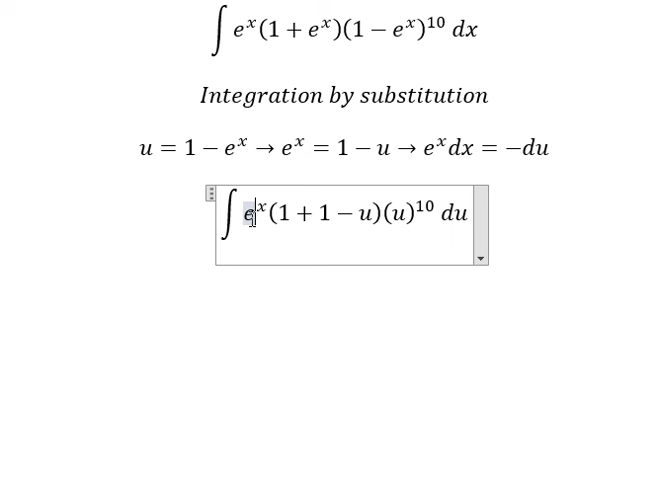 ∫ eˣ(1 + eˣ)(1 − eˣ)¹⁰ dx
Integration by substitution
u = 1 − eˣ → eˣ = 1 − u → eˣdx = −du
∫ eˣ(1 + 1 − u)(u)¹⁰ du